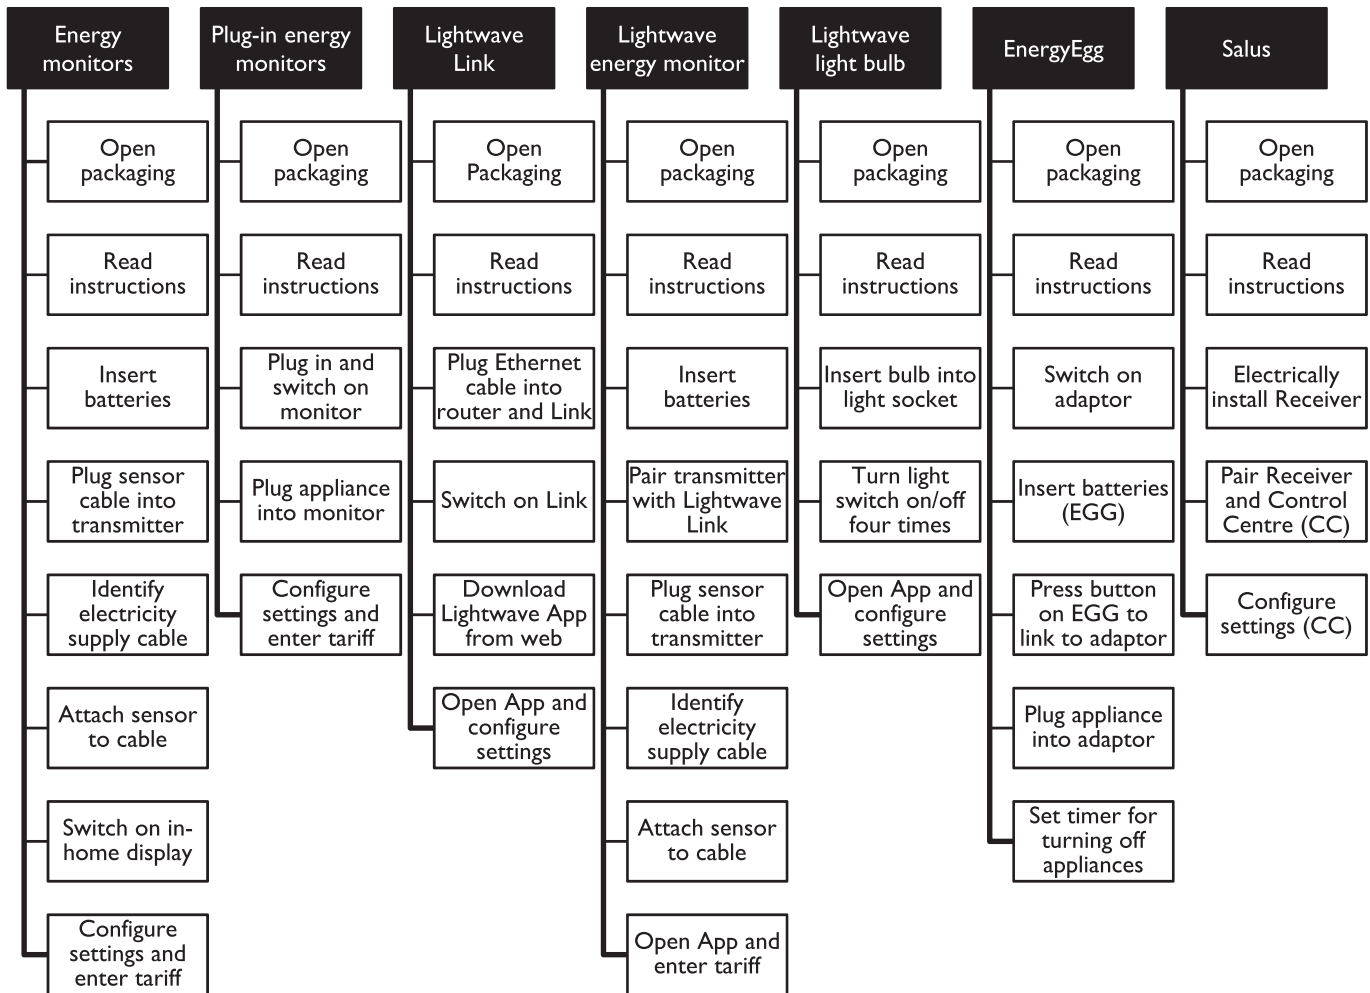 Energy
monitors
Plug-in energy
monitors
Lightwave
Link
Lightwave
energy monitor
Lightwave
light bulb
EnergyEgg
Salus
Open
packaging
Read
instructions
Insert
batteries
Plug sensor
cable into
transmitter
Identify
electricity
supply cable
Attach sensor
to cable
Switch on in-
home display
Configure
settings and
enter tariff
Open
packaging
Read
instructions
Plug in and
switch on
monitor
Plug appliance
into monitor
Configure
settings and
enter tariff
Open
Packaging
Read
instructions
Plug Ethernet
cable into
router and Link
Switch on Link
Download
Lightwave App
from web
Open App and
configure
settings
Open
packaging
Read
instructions
Insert
batteries
Pair transmitter
with Lightwave
Link
Plug sensor
cable into
transmitter
Identify
electricity
supply cable
Attach sensor
to cable
Open App and
enter tariff
Open
packaging
Read
instructions
Insert bulb into
light socket
Turn light
switch on/off
four times
Open App and
configure
settings
Open
packaging
Read
instructions
Switch on
adaptor
Insert batteries
(EGG)
Press button
on EGG to
link to adaptor
Plug appliance
into adaptor
Set timer for
turning off
appliances
Open
packaging
Read
instructions
Electrically
install Receiver
Pair Receiver
and Control
Centre (CC)
Configure
settings (CC)